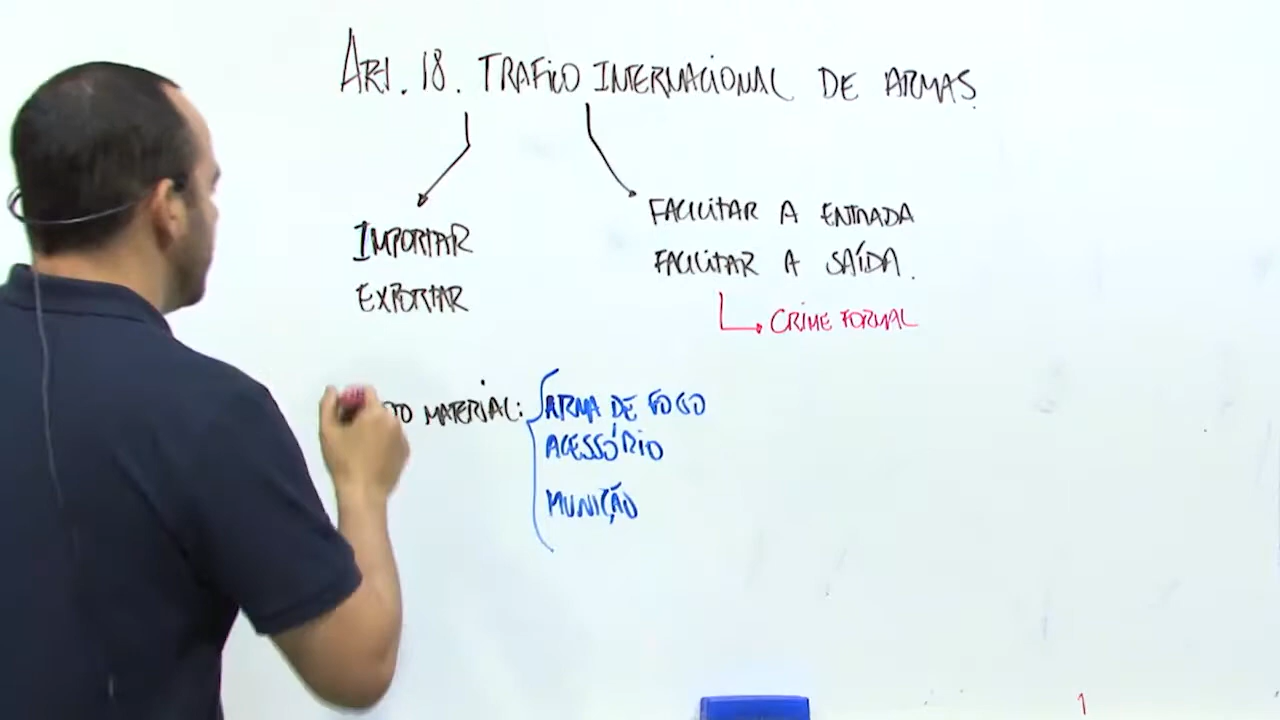 ART. 18. TRAFICO INTERNACIONAL DE ARMAS.
IMPORTAR
EXPORTAR
FACILITAR A ENTRADA
FACILITAR A SAÍDA.
CRIME FORMAL
MATERIAL:
ARMA DE FOGO
ACESSÓRIO
MUNIÇÃO
1